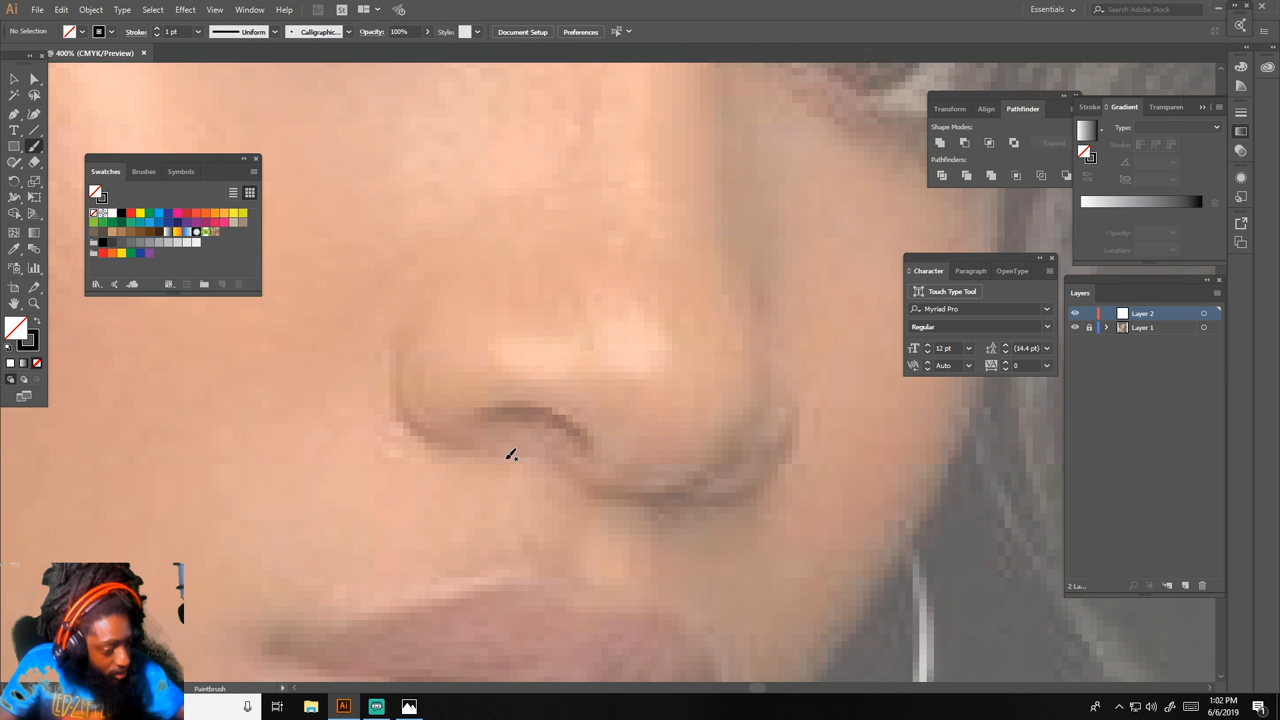 Ai File Edit Object Type Select Effect View Window Help Br St Essentials Search Adobe Stock
No Selection Stroke: 1 pt Uniform Calligraphic... Opacity: 100% Style: Document Setup Preferences
@ 400% (CMYK/Preview)
Transform Align Pathfinder
Shape Modes:
Expand
Pathfinders:
Stroke Gradient Transparen
Type:
Stroke:
Opacity:
Locations:
Swatches Brushes Symbols
Character Paragraph OpenType
Touch Type Tool
Myriad Pro
Regular
12 pt (14.4 pt)
Auto 0
Layers
Layer 2
Layer 1
2 La...
Paintbrush
Ai
1:02 PM
6/6/2019
1